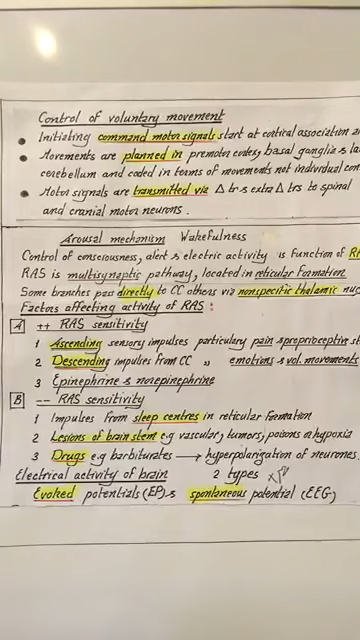 Control of voluntary movement
• Initiating command motor signals start at cortical association a
• Movements are planned in premotor cortex, basal ganglia & la
cerebellum and coded in terms of movements not individual con
• Motor signals are transmitted via Δ tr & extra Δ trs to spinal
and cranial motor neurons.
Arousal mechanism Wakefulness
Control of consciousness, alert & electric activity is function of RA
RAS is multisynaptic pathway, located in reticular formation
Some branches pass directly to CC others via nonspecific thalamic nuc
Factors affecting activity of RAS:
A ++ RAS sensitivity
1 Ascending sensory impulses particulary pain & proprioceptive st
2 Descending impulses from CC " emotions & vol. movements
3 Epinephrine & norepinephrine
B -- RAS sensitivity
1 Impulses from sleep centres in reticular formation
2 Lesions of brain stem e.g vascular, tumors, poisons or hypoxia
3 Drugs e.g barbiturates → hyperpolarization of neurones.
Electrical activity of brain 2 types
Evoked potentials (EP) & spontaneous potential (EEG)